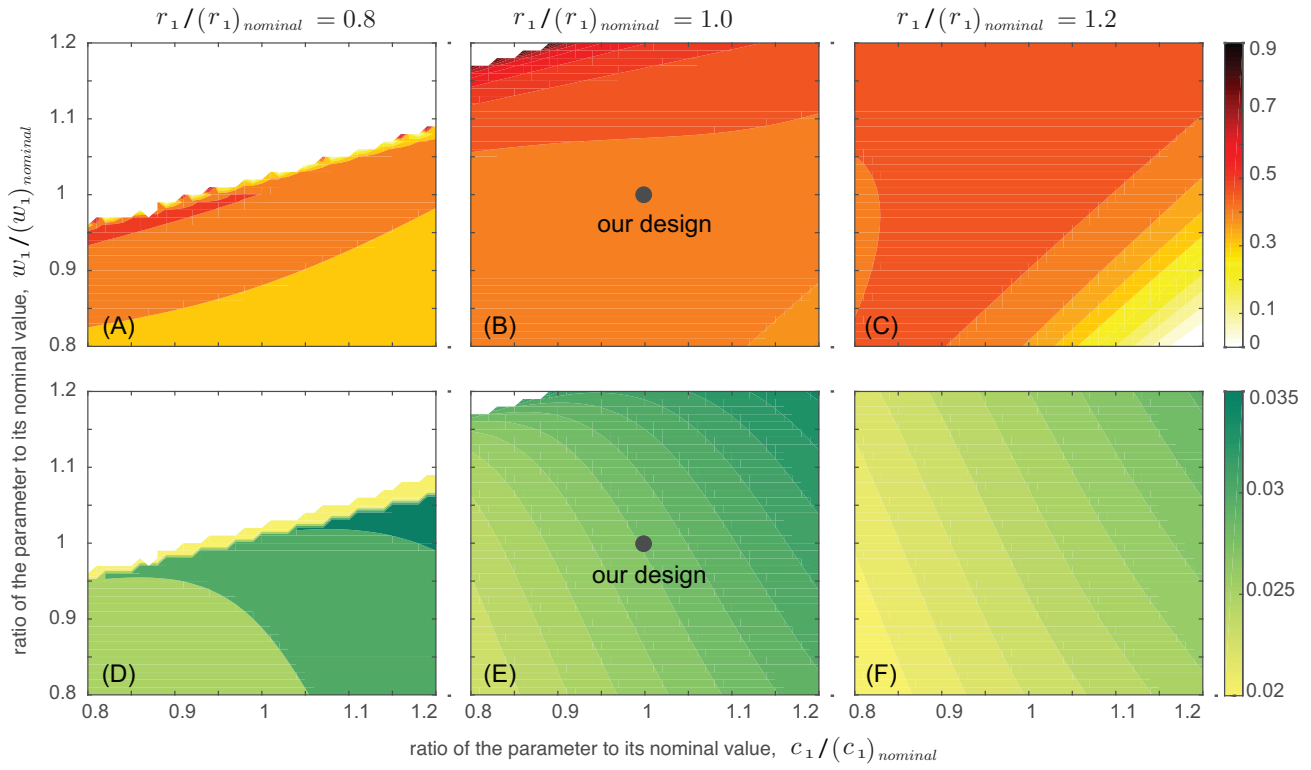 r₁/(r₁)nominal = 0.8
r₁/(r₁)nominal = 1.0
r₁/(r₁)nominal = 1.2
ratio of the parameter to its nominal value, w₁/(w₁)nominal
1.2
1.1
1
0.9
0.8
(A)
our design
(B)
(C)
0.9
0.7
0.5
0.3
0.1
0
1.2
1.1
1
0.9
0.8
(D)
our design
(E)
(F)
0.035
0.03
0.025
0.02
0.8 0.9 1 1.1 1.2
0.8 0.9 1 1.1 1.2
0.8 0.9 1 1.1 1.2
ratio of the parameter to its nominal value, c₁/(c₁)nominal